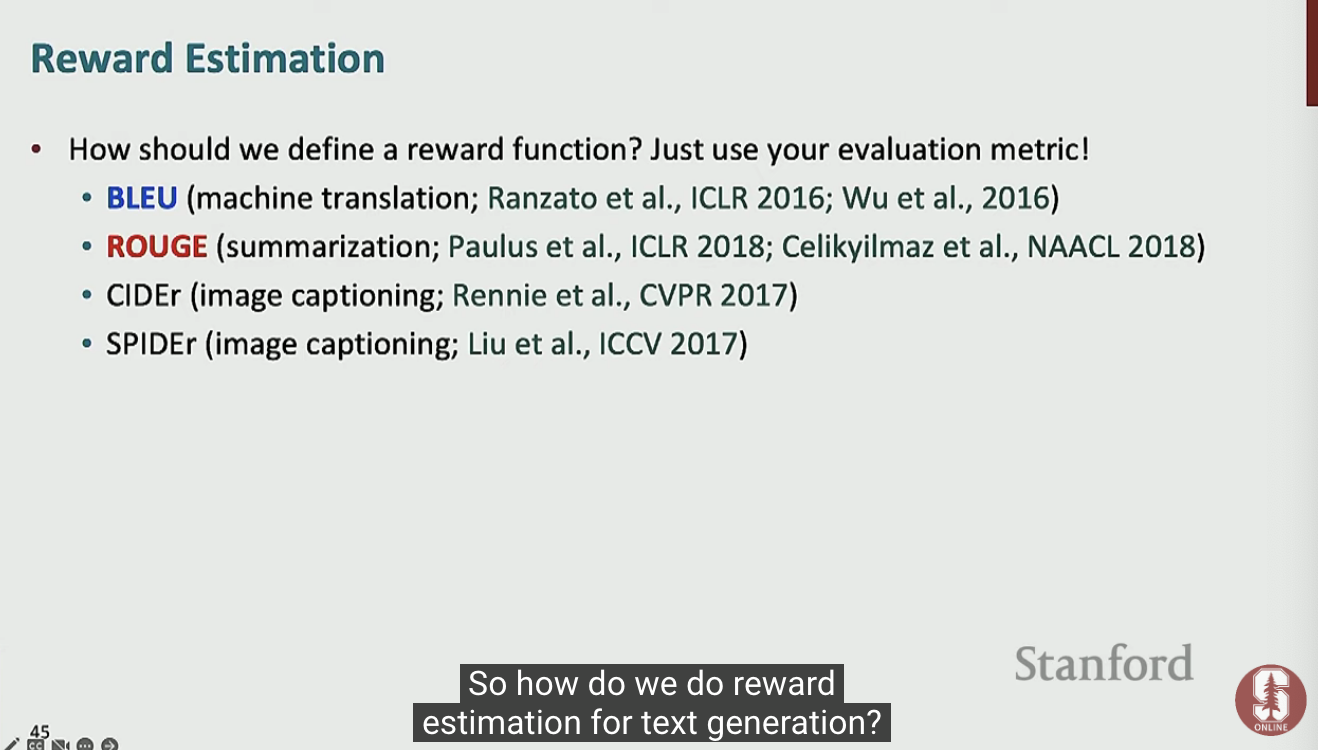 Reward Estimation
• How should we define a reward function? Just use your evaluation metric!
• BLEU (machine translation; Ranzato et al., ICLR 2016; Wu et al., 2016)
• ROUGE (summarization; Paulus et al., ICLR 2018; Celikyilmaz et al., NAACL 2018)
• CIDEr (image captioning; Rennie et al., CVPR 2017)
• SPIDEr (image captioning; Liu et al., ICCV 2017)
Stanford
So how do we do reward
estimation for text generation?
45
CC
S
ONLINE